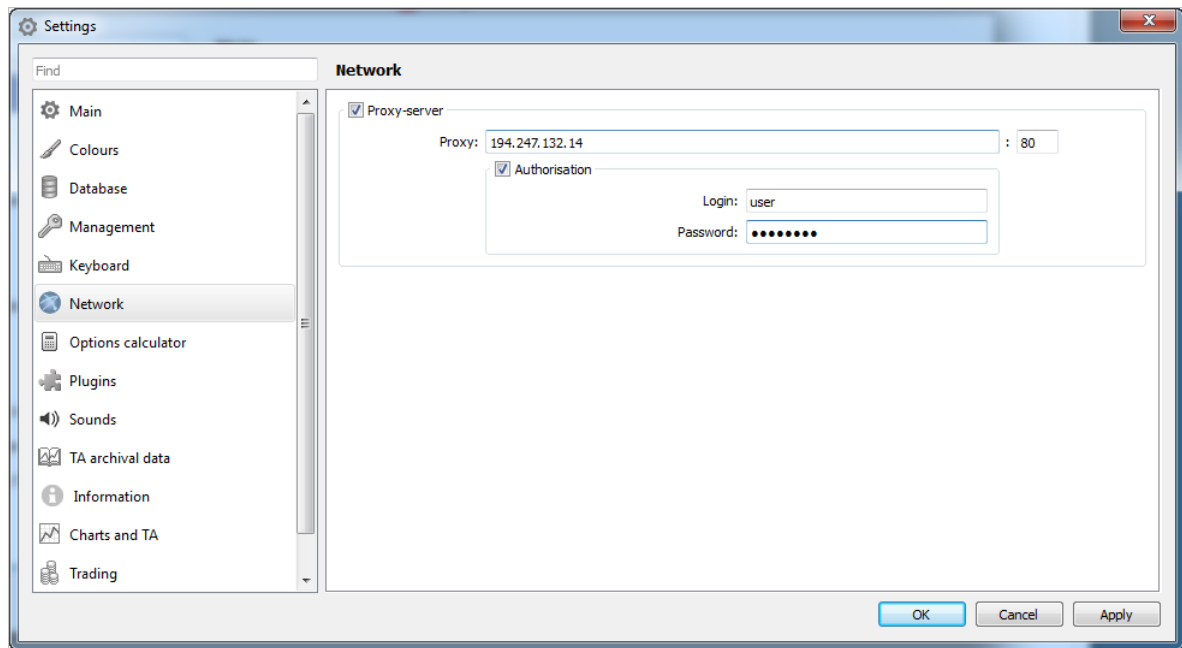 Settings
Find
Main
Colours
Database
Management
Keyboard
Network
Options calculator
Plugins
Sounds
TA archival data
Information
Charts and TA
Trading
Network
Proxy-server
Proxy: 194.247.132.14 : 80
Authorisation
Login: user
Password: ●●●●●●●●
OK Cancel Apply